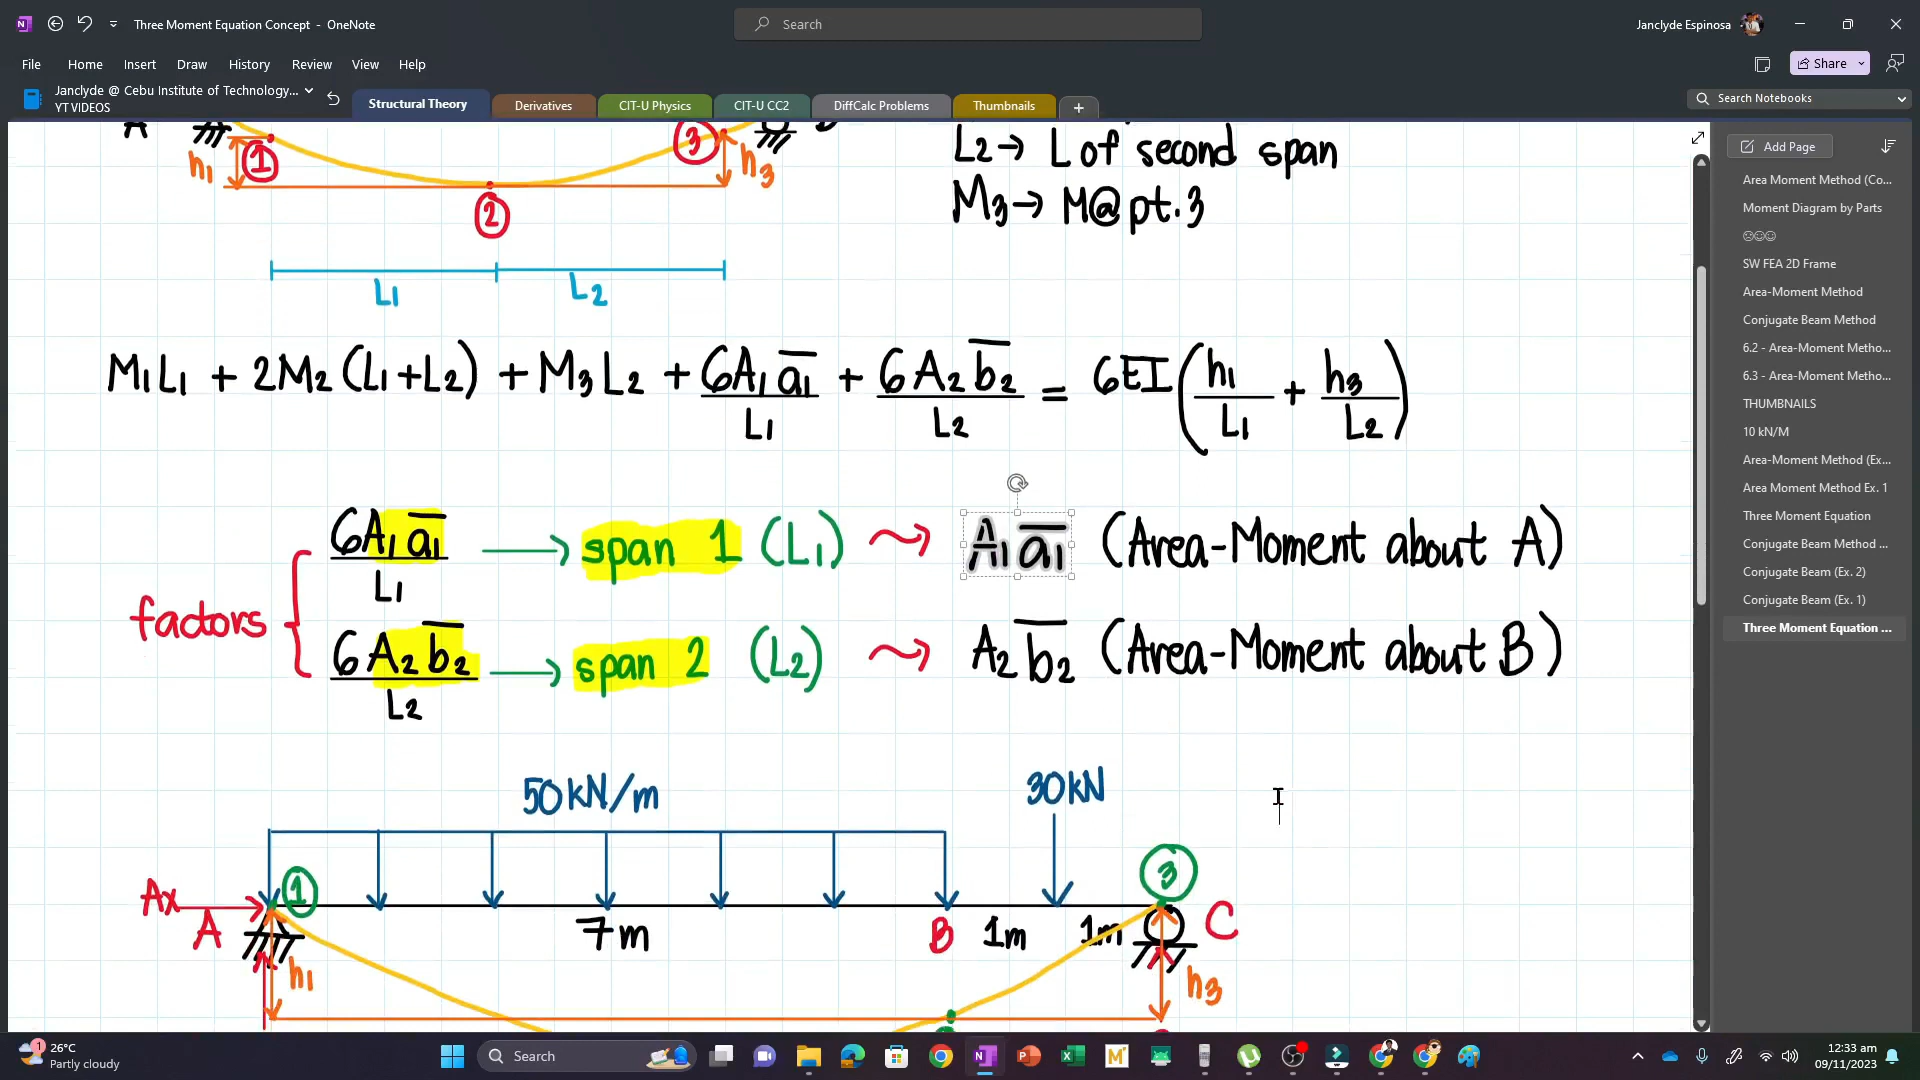 Three Moment Equation Concept - OneNote
Search
Janclyde Espinosa
File Home Insert Draw History Review View Help
Share
Janclyde @ Cebu Institute of Technology...
YT VIDEOS
Structural Theory Derivatives CIT-U Physics CIT-U CC2 DiffCalc Problems Thumbnails +
Search Notebooks
Add Page
Area Moment Method (Co...
Moment Diagram by Parts
☹☺☺
SW FEA 2D Frame
Area-Moment Method
Conjugate Beam Method
6.2 - Area-Moment Metho...
6.3 - Area-Moment Metho...
THUMBNAILS
10 kN/M
Area-Moment Method (Ex...
Area Moment Method Ex. 1
Three Moment Equation
Conjugate Beam Method ...
Conjugate Beam (Ex. 2)
Conjugate Beam (Ex. 1)
Three Moment Equation ...
A
h1 1 3 h3
2
L1 L2
L2 → L of second span
M3 → M@pt.3
M1L1 + 2M2(L1+L2) + M3L2 + 6A1a̅1/L1 + 6A2b̅2/L2 = 6EI(h1/L1 + h3/L2)
factors
6A1a̅1/L1 → span 1 (L1) ⇝ A1a̅1 (Area-Moment about A)
6A2b̅2/L2 → span 2 (L2) ⇝ A2b̅2 (Area-Moment about B)
50kN/m 30kN
Ax 1 3
A 7m B 1m 1m C
h1 h3
1
26°C
Partly cloudy
Search
12:33 am
09/11/2023